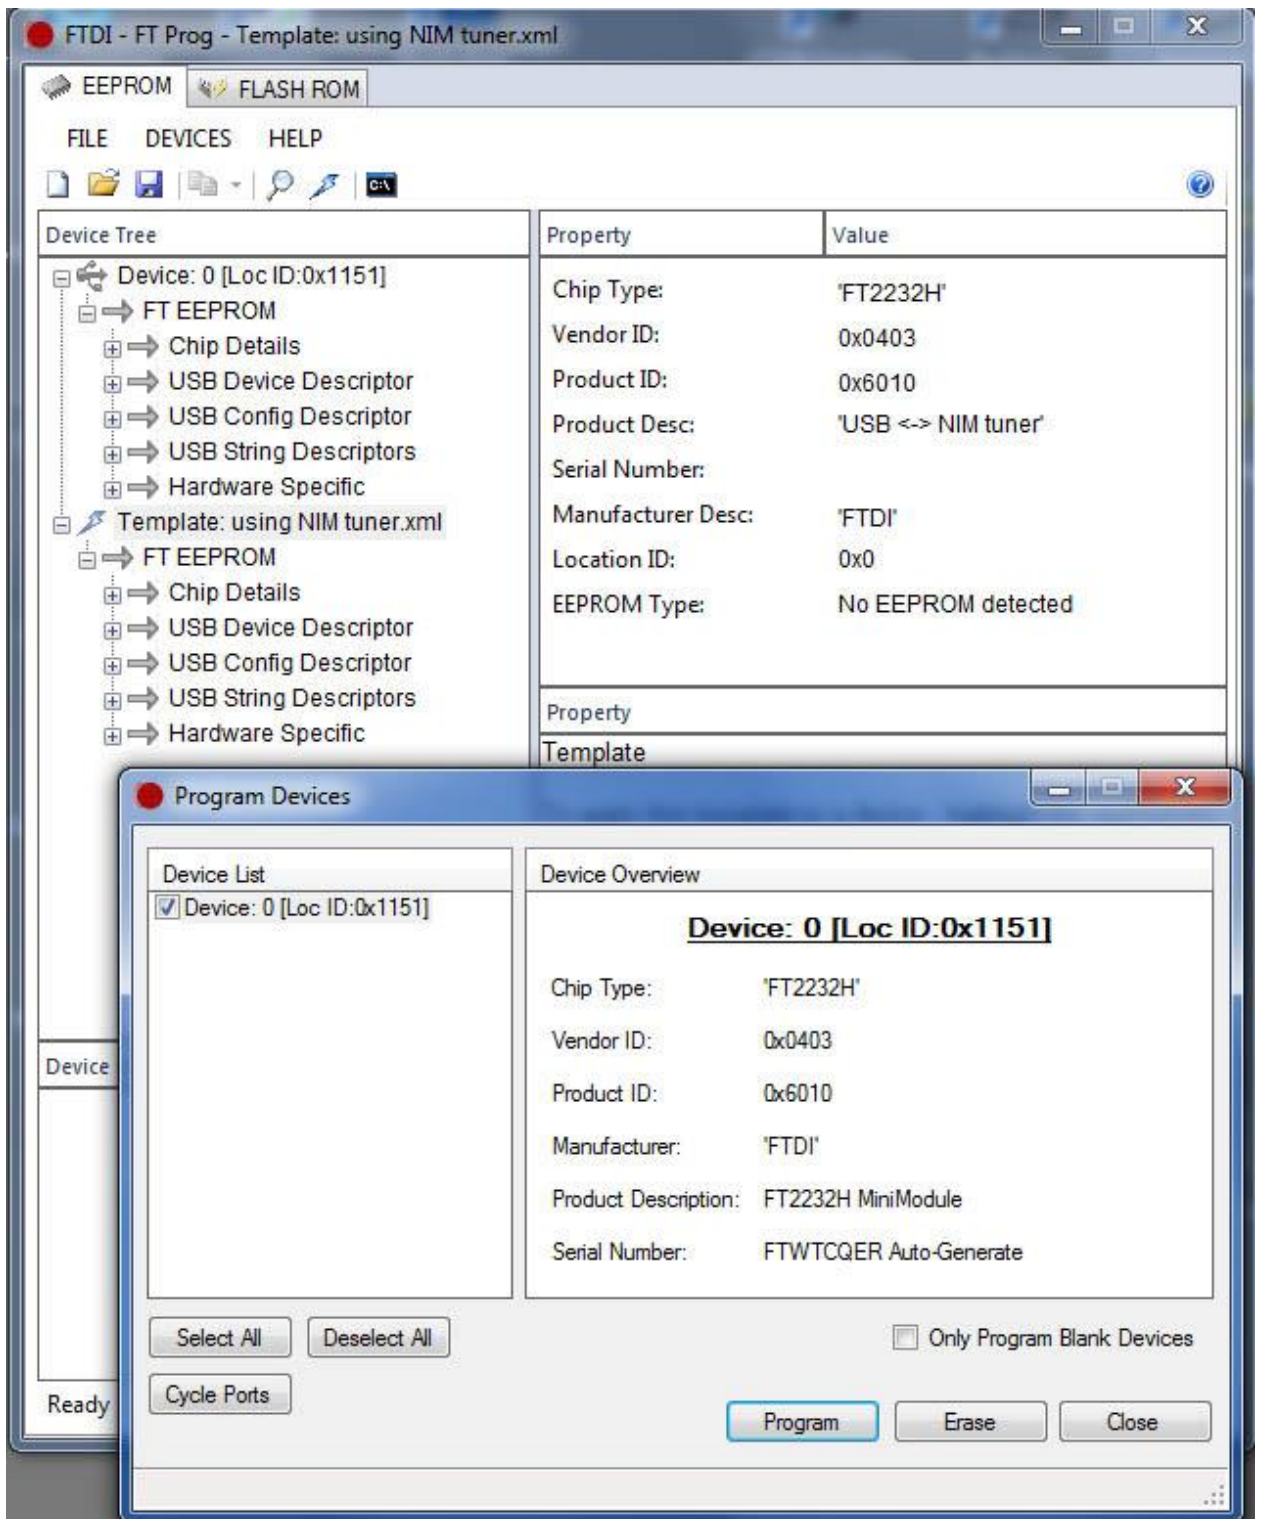 FTDI - FT Prog - Template: using NIM tuner.xml
EEPROM FLASH ROM
FILE DEVICES HELP
C:\
Device Tree
Device: 0 [Loc ID:0x1151]
FT EEPROM
Chip Details
USB Device Descriptor
USB Config Descriptor
USB String Descriptors
Hardware Specific
Template: using NIM tuner.xml
FT EEPROM
Chip Details
USB Device Descriptor
USB Config Descriptor
USB String Descriptors
Hardware Specific
Property Value
Chip Type: 'FT2232H'
Vendor ID: 0x0403
Product ID: 0x6010
Product Desc: 'USB <-> NIM tuner'
Serial Number:
Manufacturer Desc: 'FTDI'
Location ID: 0x0
EEPROM Type: No EEPROM detected
Property
Template
Device
Ready
Program Devices
Device List
Device: 0 [Loc ID:0x1151]
Device Overview
Device: 0 [Loc ID:0x1151]
Chip Type: 'FT2232H'
Vendor ID: 0x0403
Product ID: 0x6010
Manufacturer: 'FTDI'
Product Description: FT2232H MiniModule
Serial Number: FTWTCQER Auto-Generate
Select All Deselect All
Only Program Blank Devices
Cycle Ports
Program Erase Close